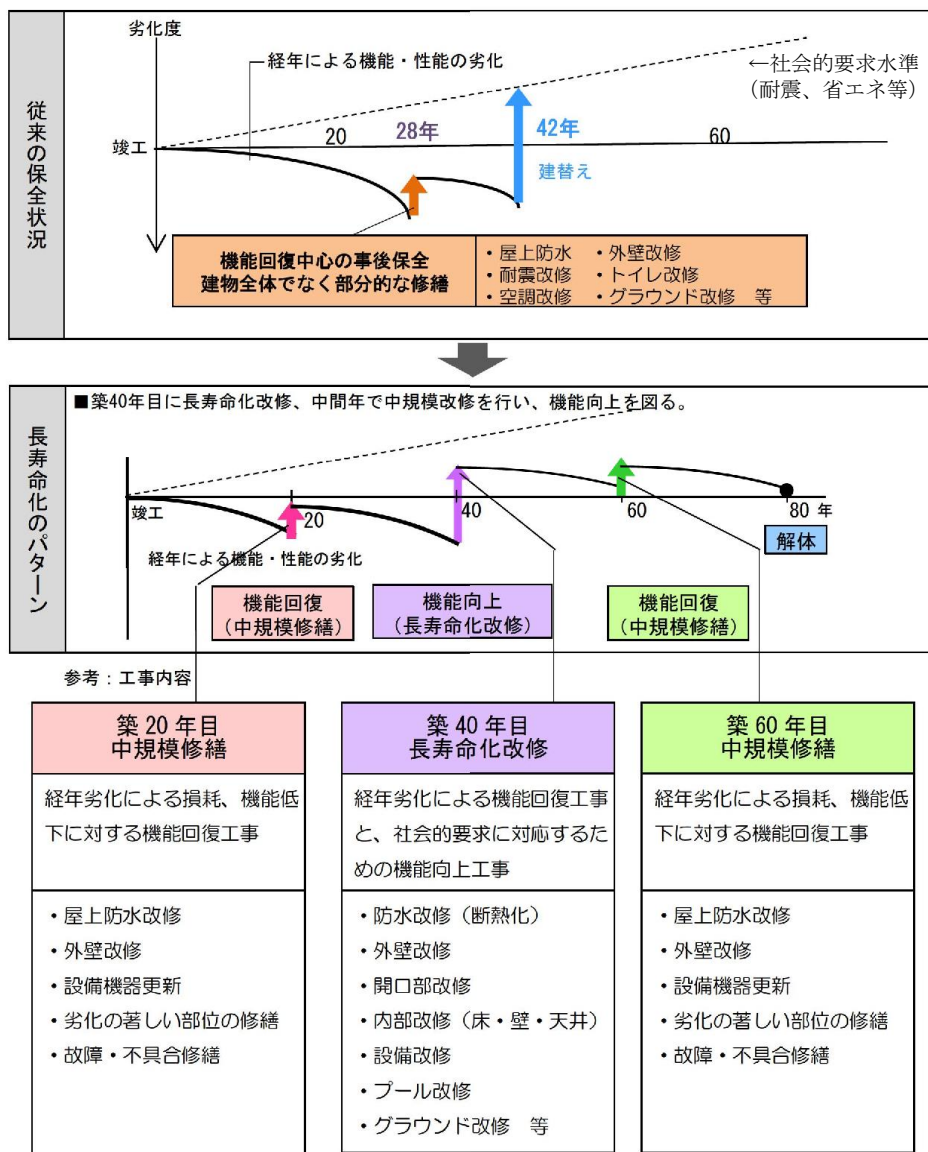 従来の保全状況
劣化度
経年による機能・性能の劣化
←社会的要求水準
(耐震、省エネ等)
竣工
20
28年
42年
60
建替え
機能回復中心の事後保全
建物全体でなく部分的な修繕
・屋上防水 ・外壁改修
・耐震改修 ・トイレ改修
・空調改修 ・グラウンド改修 等
長寿命化のパターン
■築40年目に長寿命化改修、中間年で中規模改修を行い、機能向上を図る。
竣工
20
40
60
80 年
解体
経年による機能・性能の劣化
機能回復
(中規模修繕)
機能向上
(長寿命化改修)
機能回復
(中規模修繕)
参考：工事内容
築 20 年目
中規模修繕
経年劣化による損耗、機能低
下に対する機能回復工事
・屋上防水改修
・外壁改修
・設備機器更新
・劣化の著しい部位の修繕
・故障・不具合修繕
築 40 年目
長寿命化改修
経年劣化による機能回復工事
と、社会的要求に対応するた
めの機能向上工事
・防水改修（断熱化）
・外壁改修
・開口部改修
・内部改修（床・壁・天井）
・設備改修
・プール改修
・グラウンド改修 等
築 60 年目
中規模修繕
経年劣化による損耗、機能低
下に対する機能回復工事
・屋上防水改修
・外壁改修
・設備機器更新
・劣化の著しい部位の修繕
・故障・不具合修繕